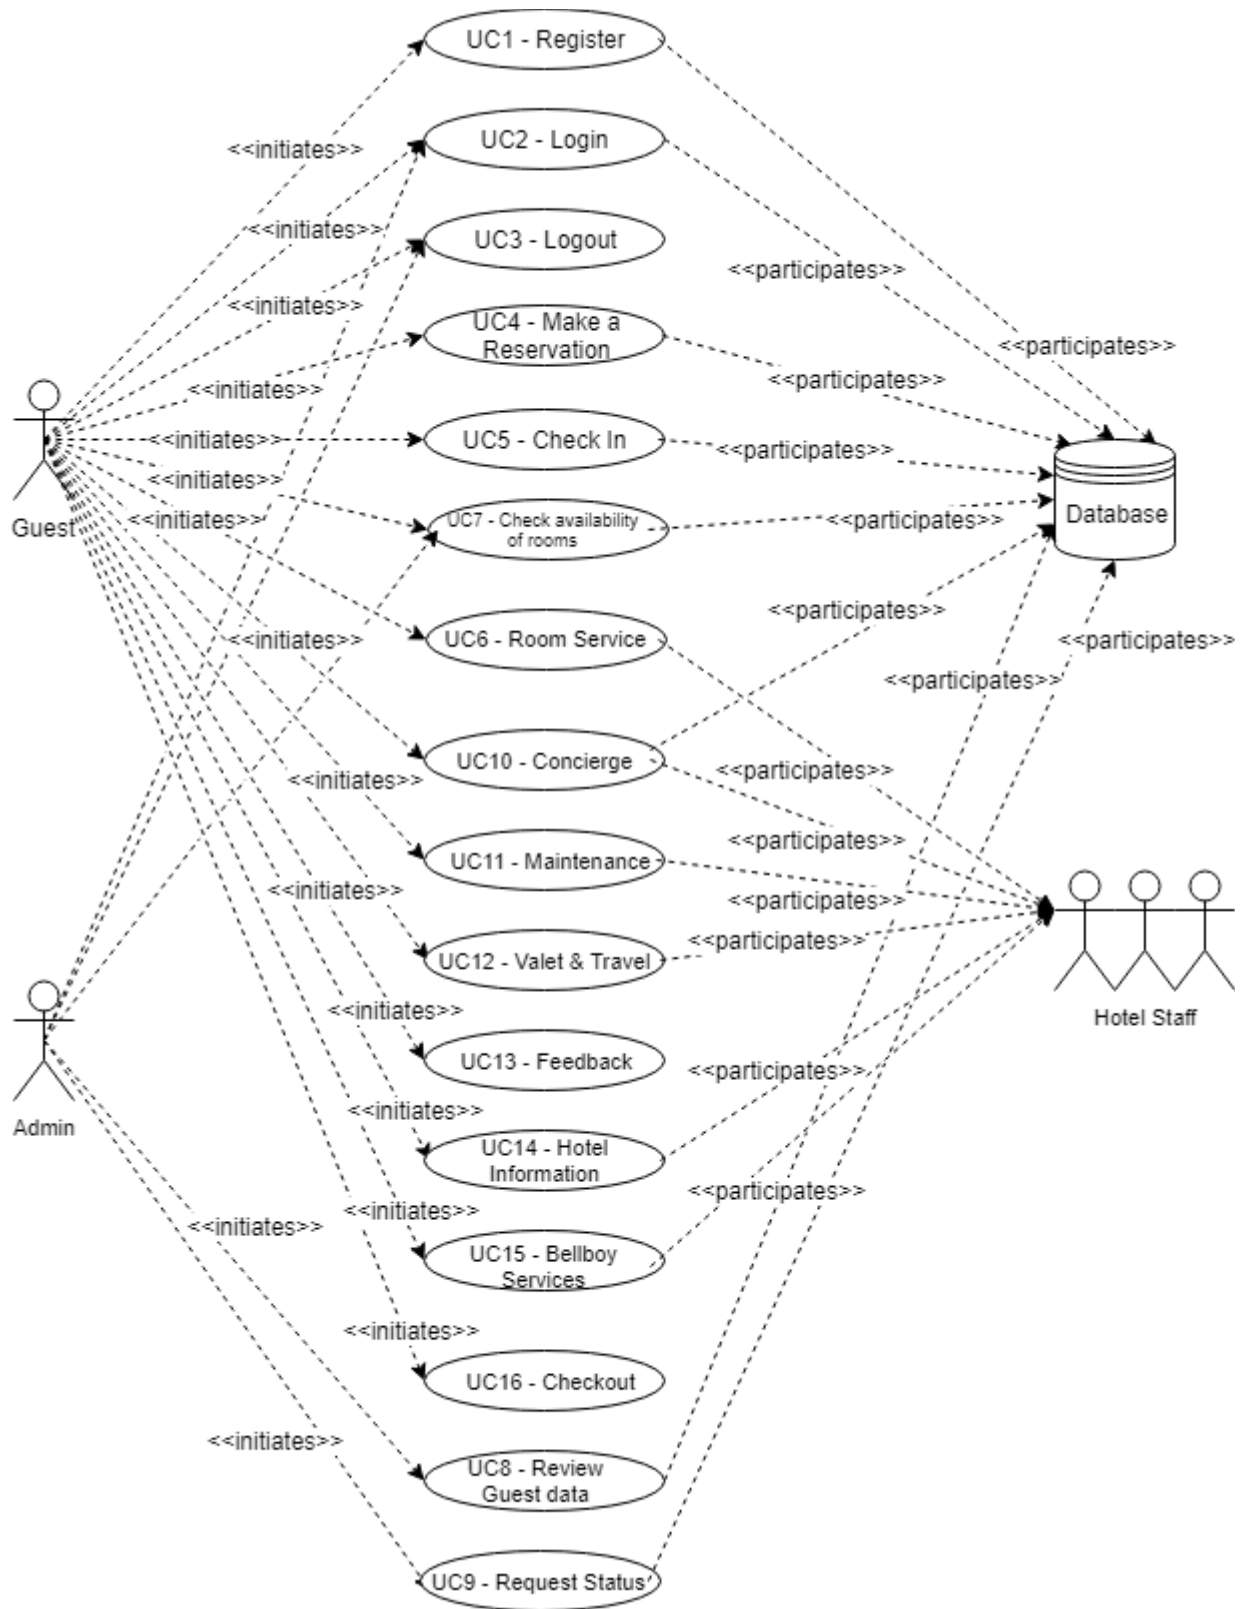 UC1 - Register
<<initiates>>
UC2 - Login
<<initiates>>
UC3 - Logout
<<participates>>
<<initiates>>
UC4 - Make a
Reservation
<<participates>>
<<initiates>>
<<participates>>
<<initiates>>
UC5 - Check In
<<participates>>
<<initiates>>
Guest
<<initiates>>
UC7 - Check availability
of rooms
<<participates>>
Database
<<initiates>>
UC6 - Room Service
<<participates>>
<<participates>>
<<participates>>
UC10 - Concierge
<<participates>>
<<initiates>>
<<participates>>
UC11 - Maintenance
<<initiates>>
<<participates>>
<<participates>>
UC12 - Valet & Travel
<<initiates>>
Hotel Staff
UC13 - Feedback
<<participates>>
Admin
<<initiates>>
UC14 - Hotel
Information
<<participates>>
<<initiates>>
<<initiates>>
UC15 - Bellboy
Services
<<initiates>>
UC16 - Checkout
<<initiates>>
UC8 - Review
Guest data
UC9 - Request Status